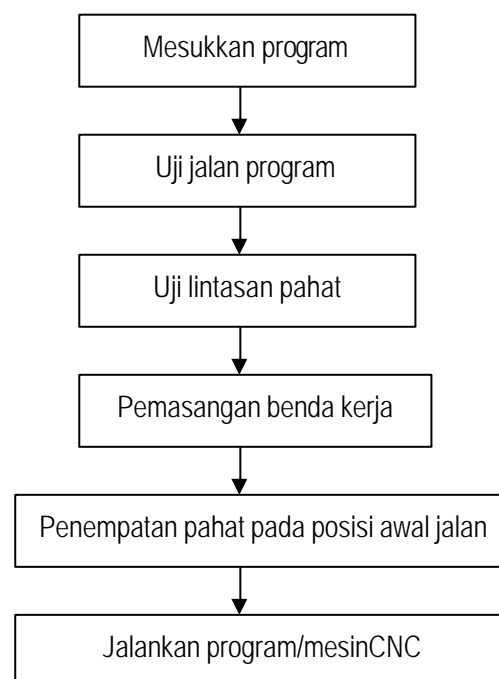 Mesukkan program
Uji jalan program
Uji lintasan pahat
Pemasangan benda kerja
Penempatan pahat pada posisi awal jalan
Jalankan program/mesinCNC